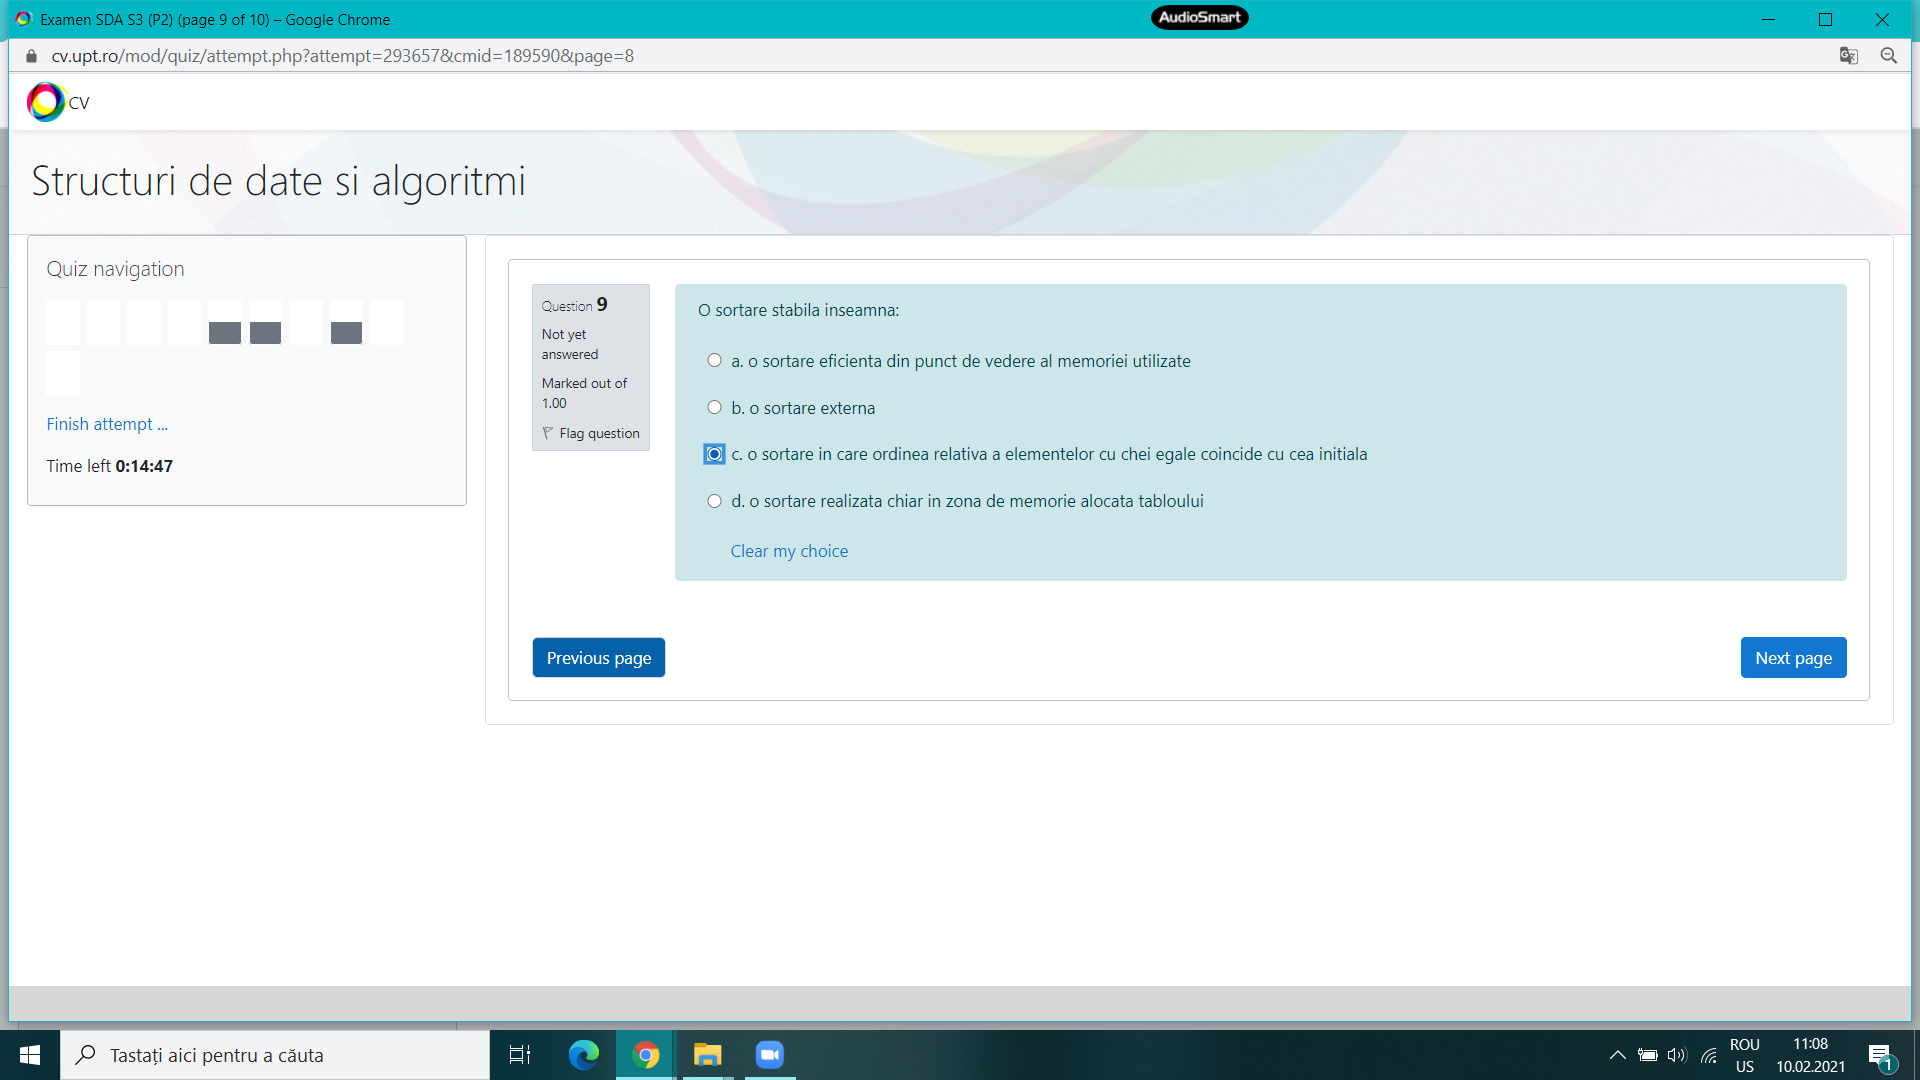 Examen SDA S3 (P2) (page 9 of 10) – Google Chrome
AudioSmart
cv.upt.ro/mod/quiz/attempt.php?attempt=293657&cmid=189590&page=8
CV
Structuri de date si algoritmi
Quiz navigation
Finish attempt ...
Time left 0:14:47
Question 9
Not yet
answered
Marked out of
1.00
Flag question
O sortare stabila inseamna:
a. o sortare eficienta din punct de vedere al memoriei utilizate
b. o sortare externa
c. o sortare in care ordinea relativa a elementelor cu chei egale coincide cu cea initiala
d. o sortare realizata chiar in zona de memorie alocata tabloului
Clear my choice
Previous page
Next page
Tastați aici pentru a căuta
ROU
US
11:08
10.02.2021
1